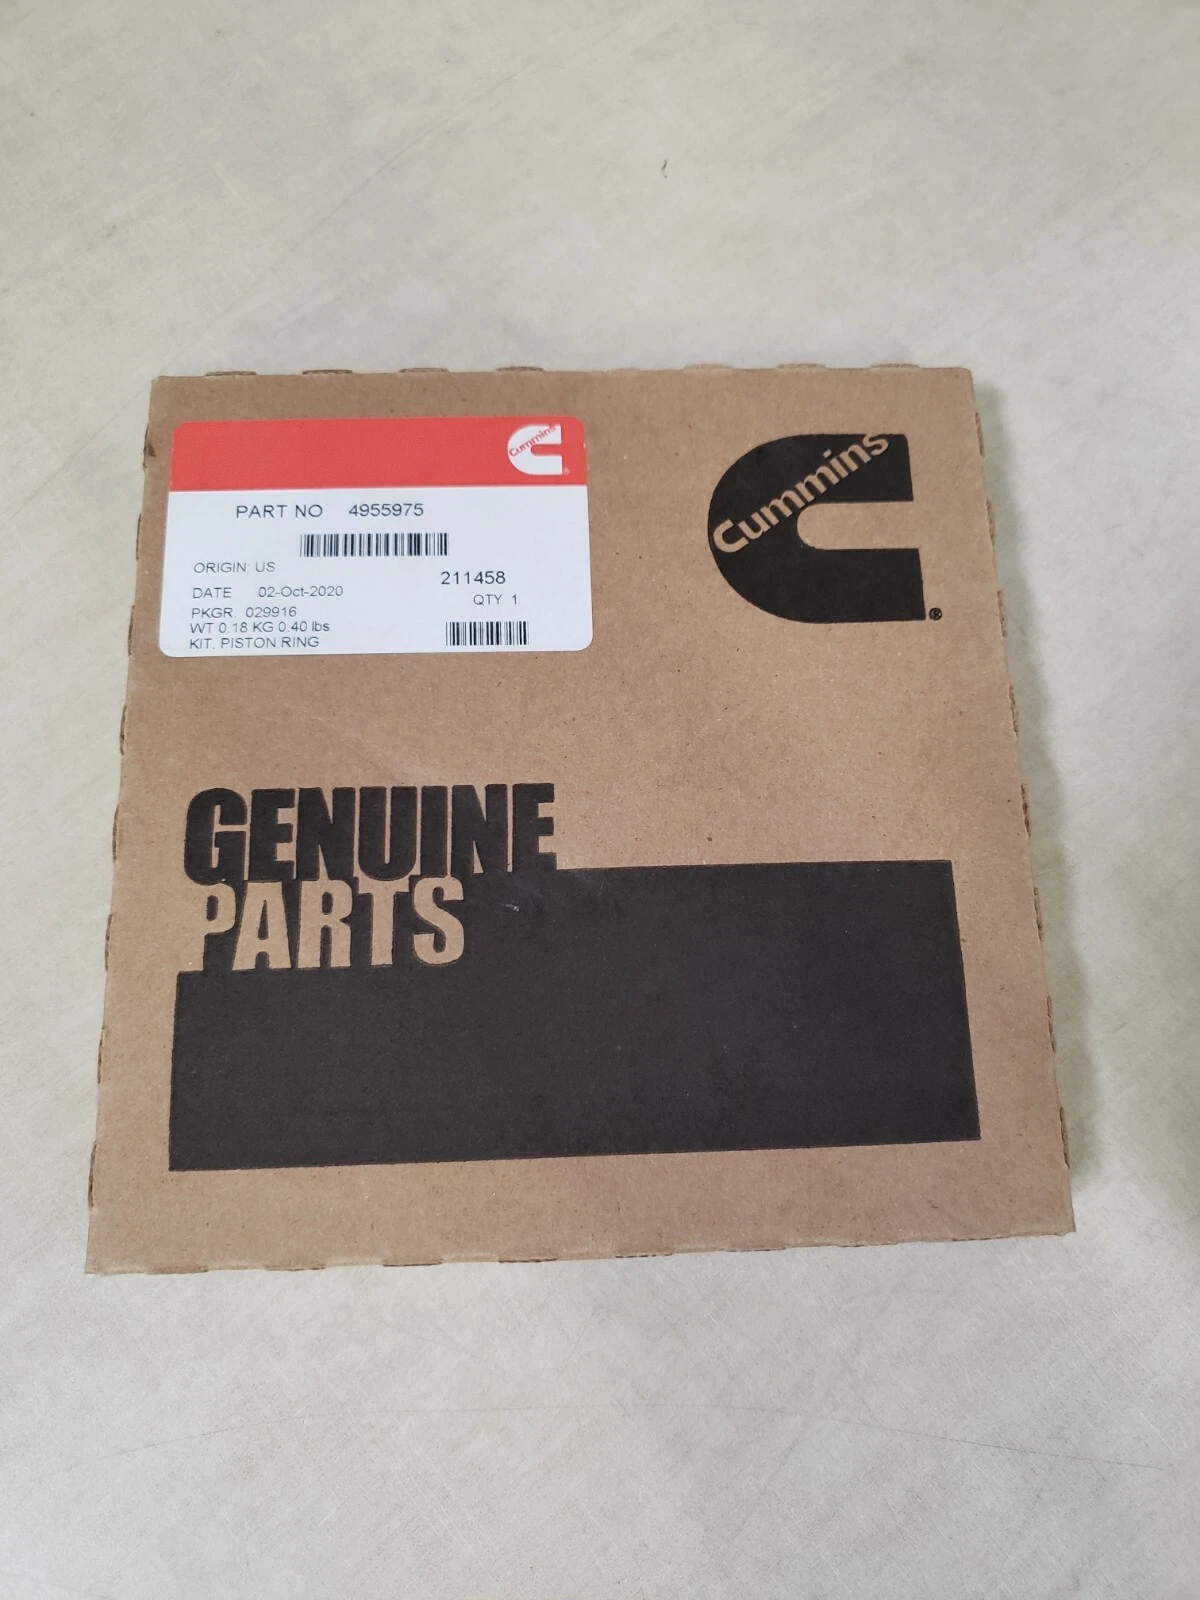 Cummins
®
PART NO 4955975
ORIGIN: US
211458
DATE 02-Oct-2020
QTY 1
PKGR. 029916
WT 0.18 KG 0.40 lbs
KIT, PISTON RING
Cummins
®
GENUINE
PARTS